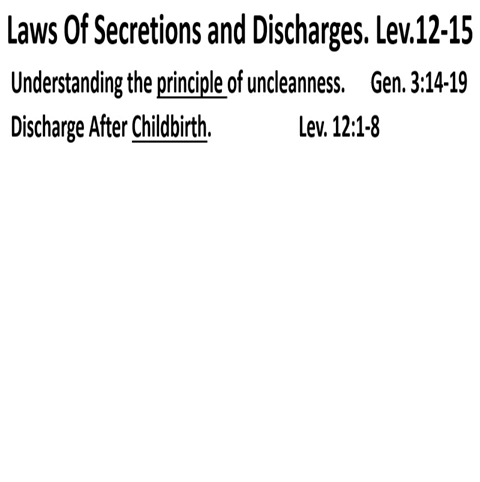 Laws Of Secretions and Discharges. Lev.12-15
Understanding the principle of uncleanness. Gen. 3:14-19
Discharge After Childbirth. Lev. 12:1-8